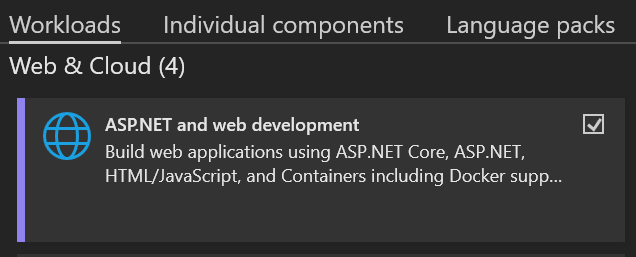 Workloads Individual components Language packs
Web & Cloud (4)
ASP.NET and web development
Build web applications using ASP.NET Core, ASP.NET,
HTML/JavaScript, and Containers including Docker supp...